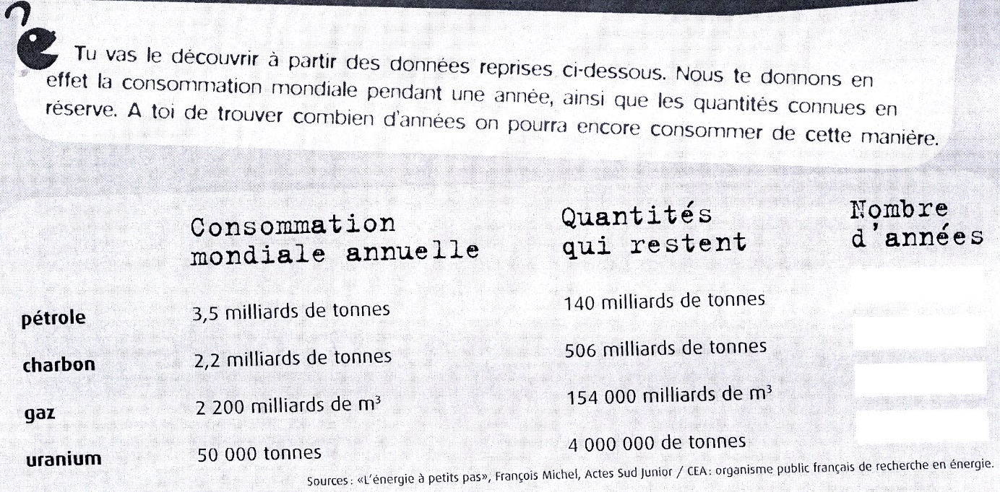 Tu vas le découvrir à partir des données reprises ci-dessous. Nous te donnons en
effet la consommation mondiale pendant une année, ainsi que les quantités connues en
réserve. A toi de trouver combien d'années on pourra encore consommer de cette manière.
Consommation
mondiale annuelle
Quantités
qui restent
Nombre
d'années
pétrole 3,5 milliards de tonnes 140 milliards de tonnes
charbon 2,2 milliards de tonnes 506 milliards de tonnes
gaz 2 200 milliards de m³ 154 000 milliards de m³
uranium 50 000 tonnes 4 000 000 de tonnes
Sources: «L'énergie à petits pas», François Michel, Actes Sud Junior / CEA: organisme public français de recherche en énergie.